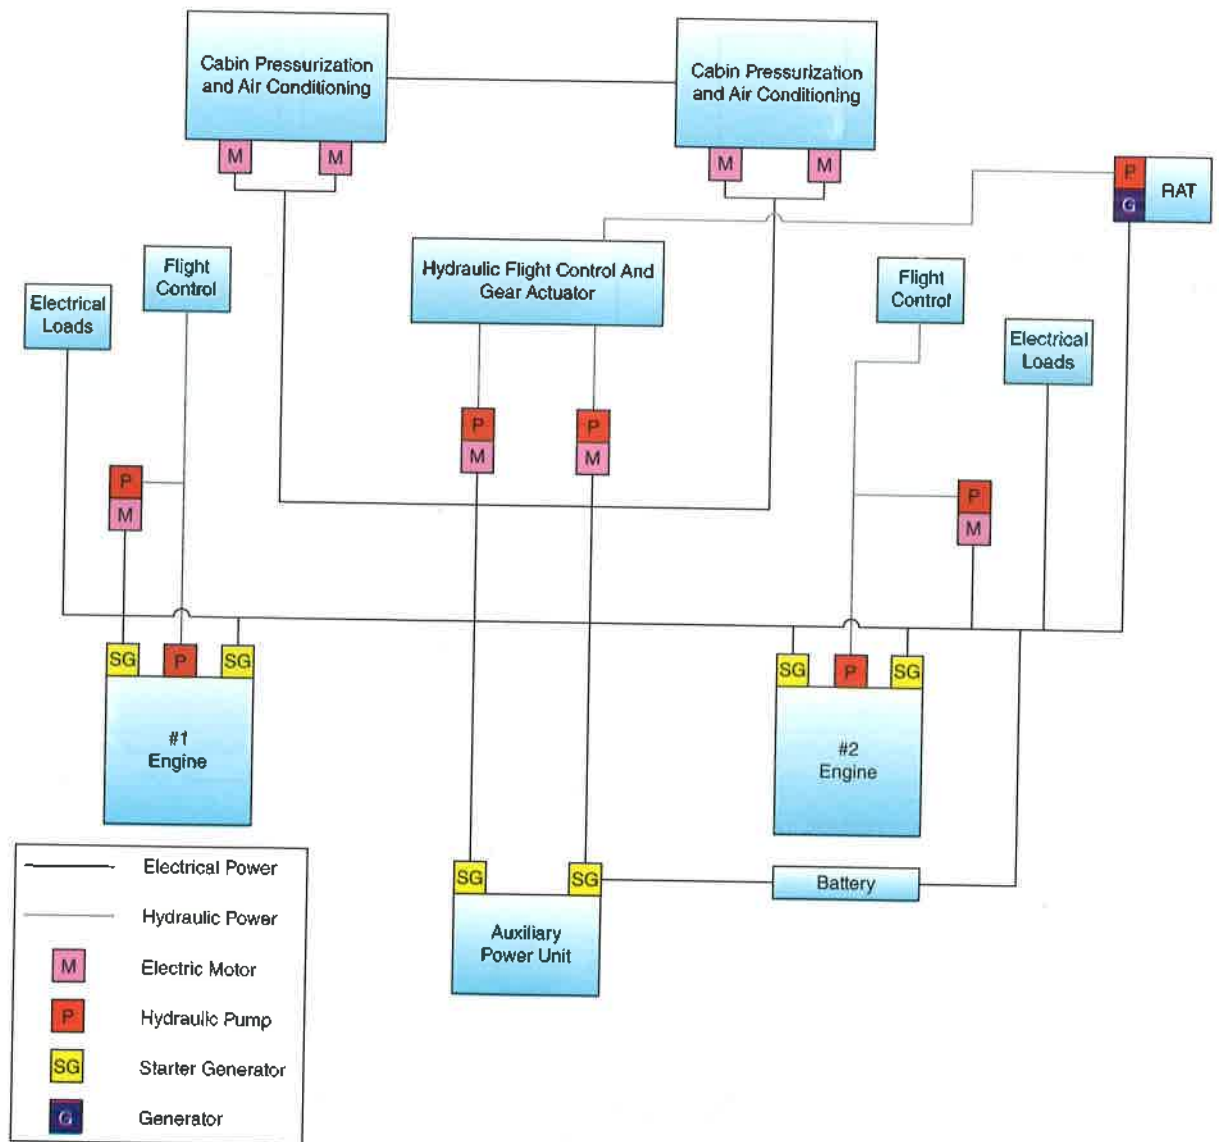 Cabin Pressurization
and Air Conditioning
Cabin Pressurization
and Air Conditioning
M
M
M
M
P
G
RAT
Flight
Control
Hydraulic Flight Control And
Gear Actuator
Flight
Control
Electrical
Loads
Electrical
Loads
P
M
P
M
P
M
P
M
SG
P
SG
SG
P
SG
#1
Engine
#2
Engine
SG
SG
Battery
Auxiliary
Power Unit
Electrical Power
Hydraulic Power
M
Electric Motor
P
Hydraulic Pump
SG
Starter Generator
G
Generator